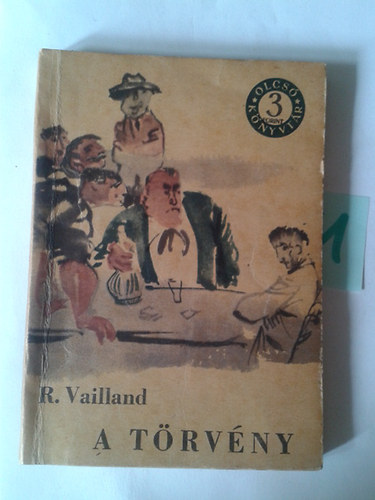 OLCSÓ
3
FORINT
KÖNYVTÁR
1
R. Vailland
A TÖRVÉNY